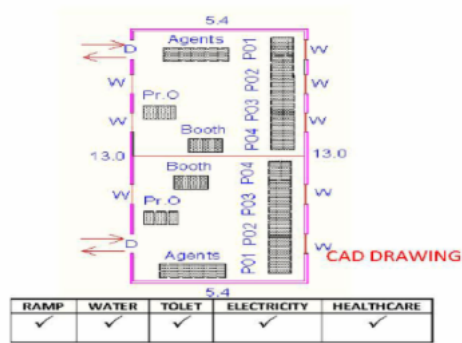 5.4
Agents
P01
D
W
P02
W
W
Pr.O
P03
W
W
Booth
P04
13.0
13.0
Booth
P04
W
Pr.O
P03
W
P02
D
W
CAD DRAWING
Agents
P01
5.4
RAMP WATER TOLET ELECTRICITY HEALTHCARE
✓ ✓ ✓ ✓ ✓